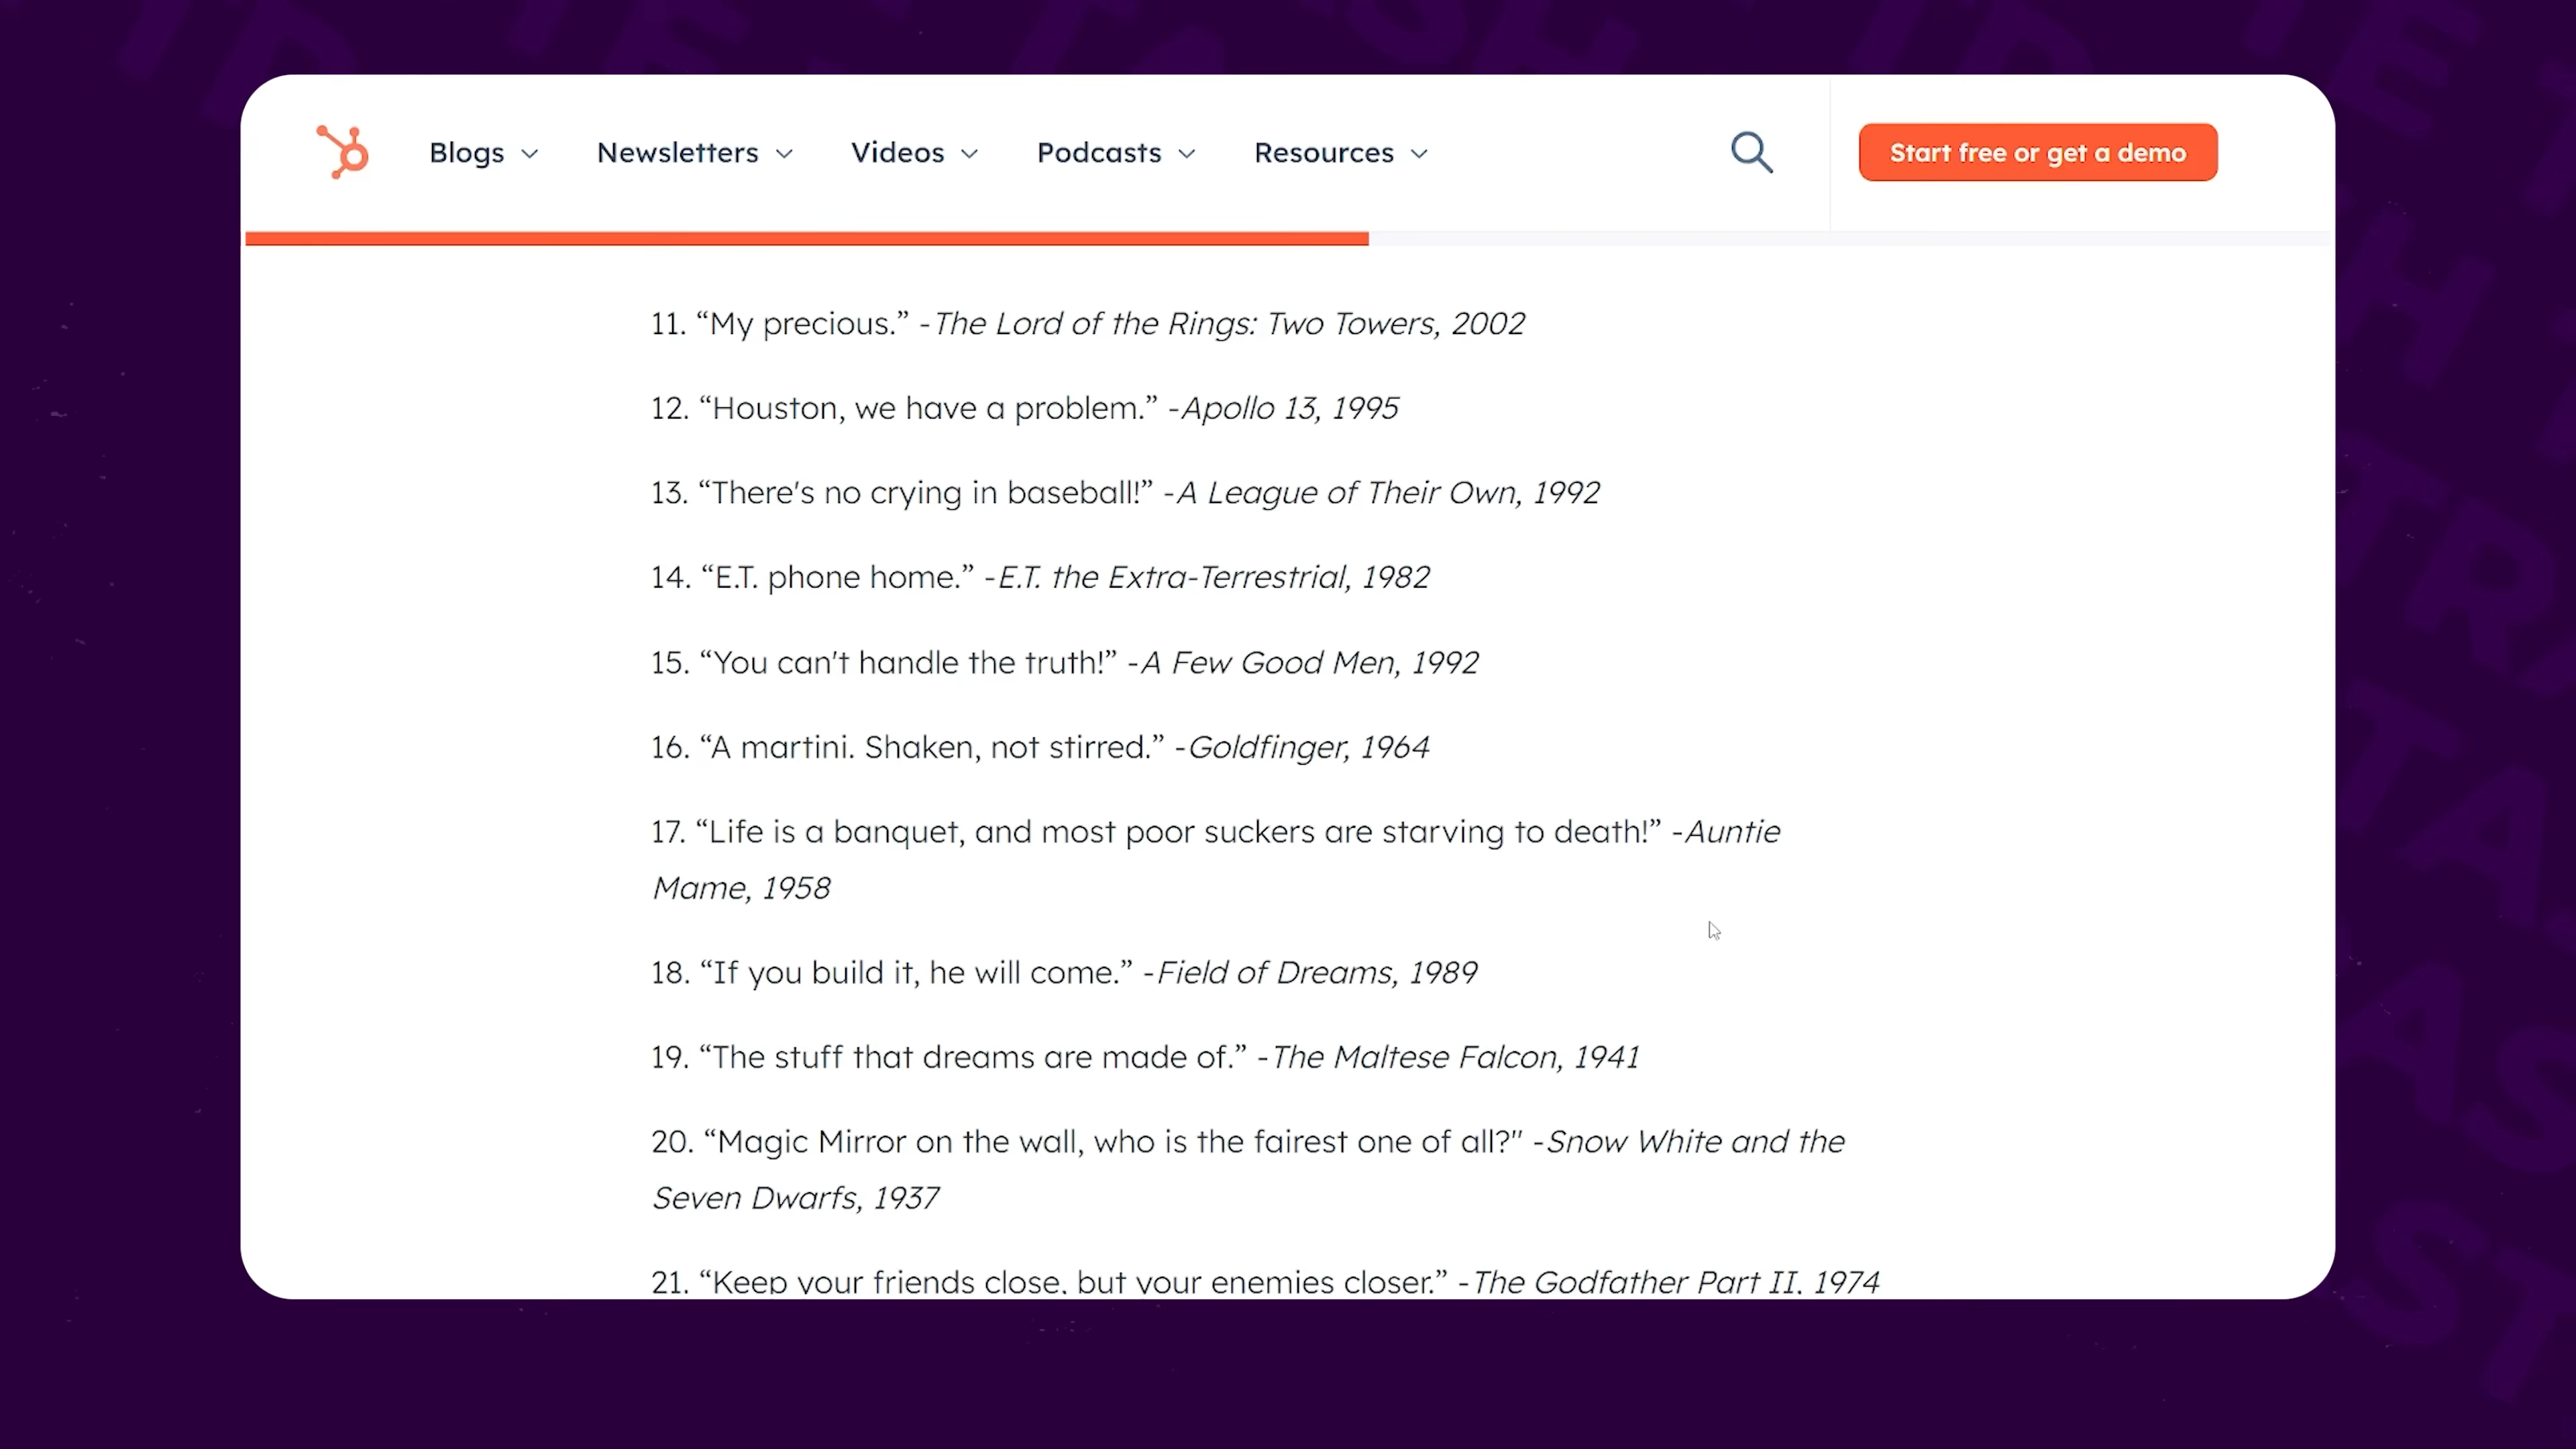 Blogs Newsletters Videos Podcasts Resources Start free or get a demo
11. “My precious.” -The Lord of the Rings: Two Towers, 2002
12. “Houston, we have a problem.” -Apollo 13, 1995
13. “There's no crying in baseball!” -A League of Their Own, 1992
14. “E.T. phone home.” -E.T. the Extra-Terrestrial, 1982
15. “You can't handle the truth!” -A Few Good Men, 1992
16. “A martini. Shaken, not stirred.” -Goldfinger, 1964
17. “Life is a banquet, and most poor suckers are starving to death!” -Auntie
Mame, 1958
18. “If you build it, he will come.” -Field of Dreams, 1989
19. “The stuff that dreams are made of.” -The Maltese Falcon, 1941
20. “Magic Mirror on the wall, who is the fairest one of all?" -Snow White and the
Seven Dwarfs, 1937
21. “Keep your friends close, but your enemies closer.” -The Godfather Part II, 1974